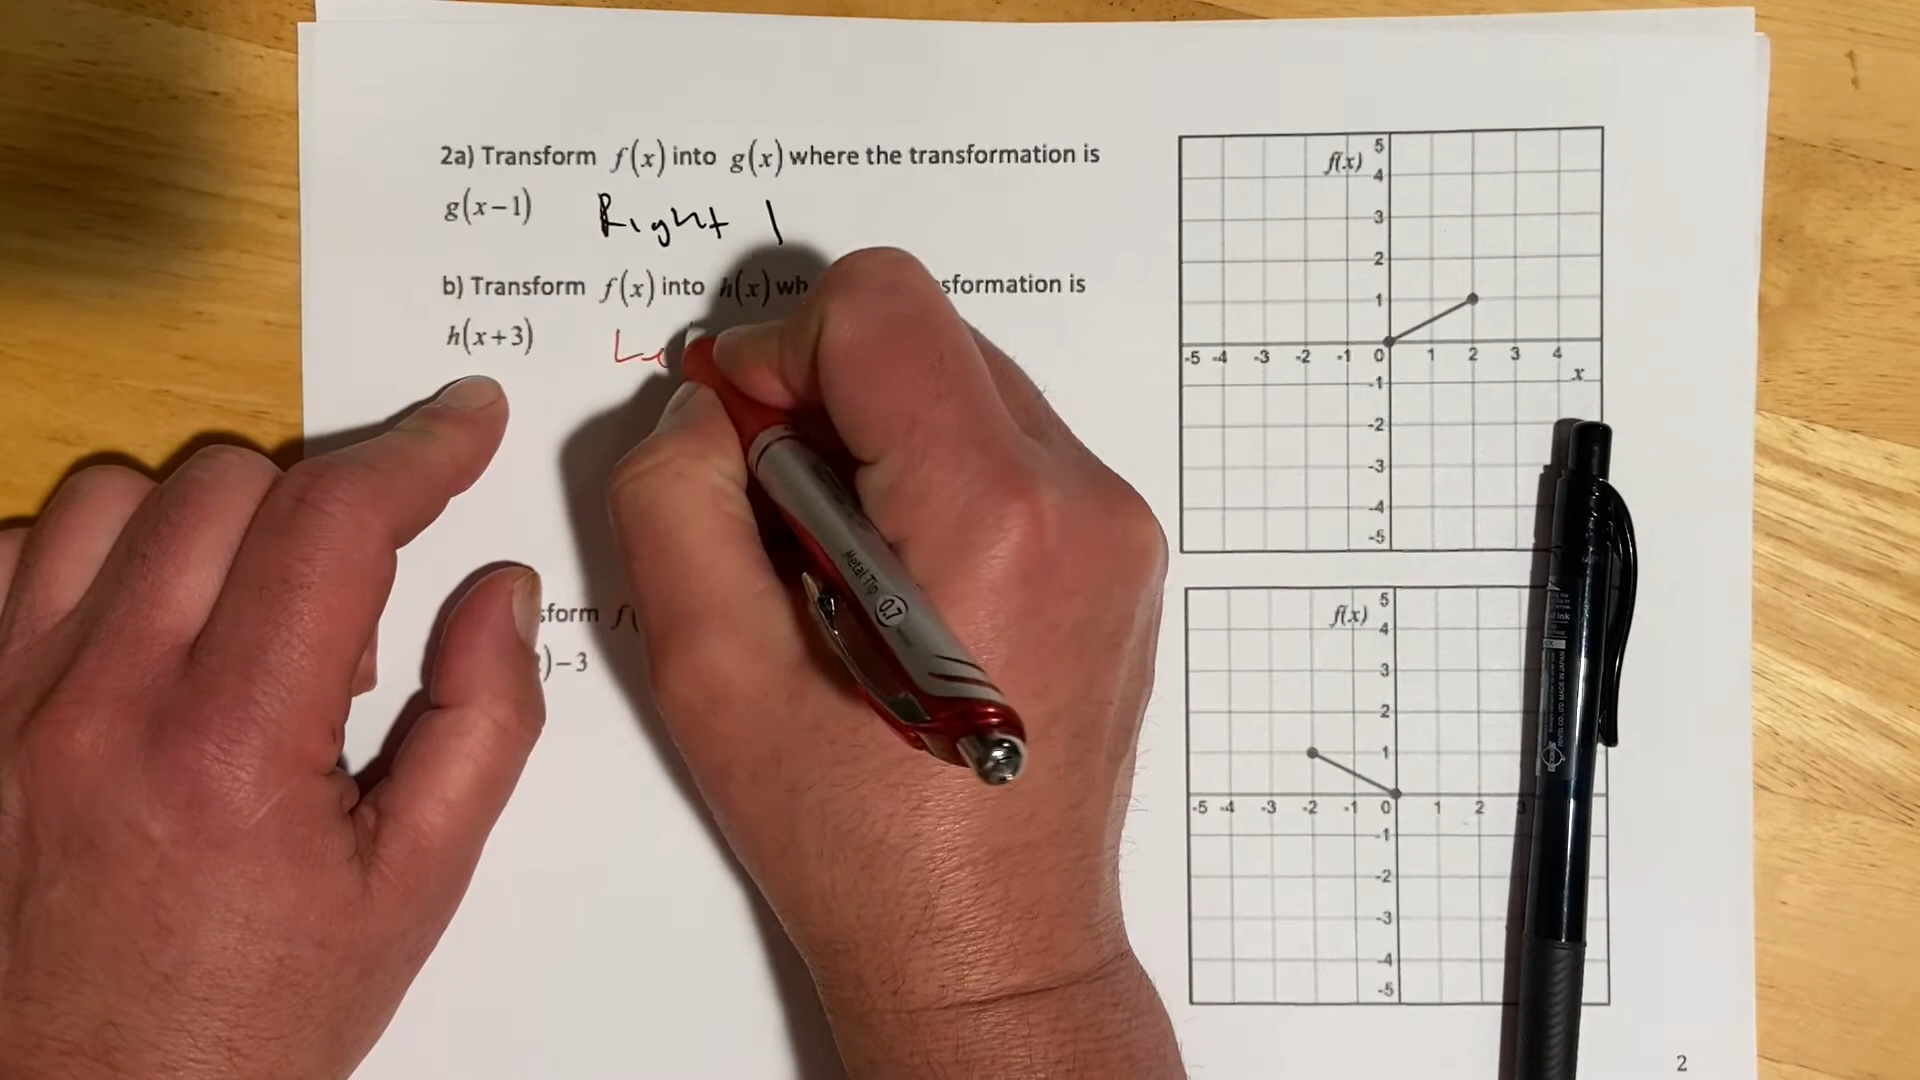 2a) Transform f(x) into g(x) where the transformation is
g(x−1) Right 1
b) Transform f(x) into h(x) wh sformation is
h(x+3) Le
sform f(
)−3
f(x)
5
4
3
2
1
-5 -4 -3 -2 -1 0 1 2 3 4
x
-1
-2
-3
-4
-5
f(x)
5
4
3
2
1
-5 -4 -3 -2 -1 0 1 2 3
-1
-2
-3
-4
-5
Metal Tip 0.7
2